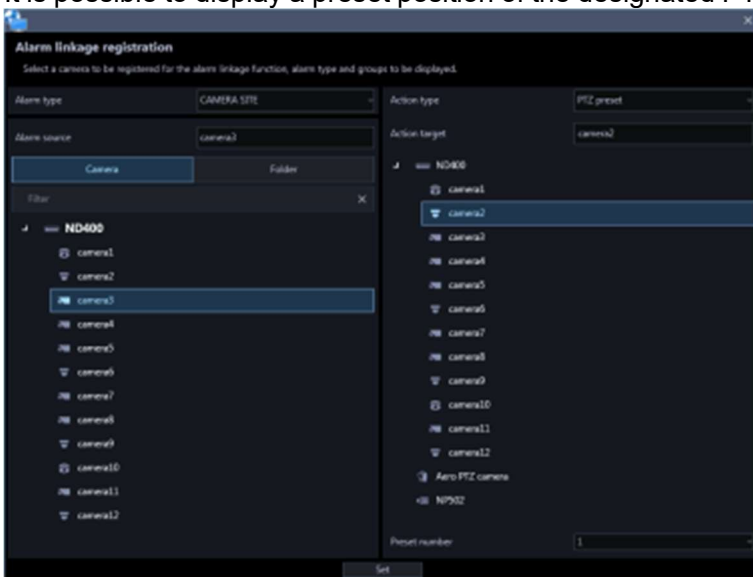 It is possible to display a preset position of the designated
Alarm linkage registration
Select a camera to be registered for the alarm linkage function, alarm type and groups to be displayed.
Alarm type
CAMERA SITE
Alarm source
camera3
Camera
Folder
Filter
ND400
camera1
camera2
camera3
camera4
camera5
camera6
camera7
camera8
camera9
camera10
camera11
camera12
Action type
PTZ preset
Action target
camera2
ND400
camera1
camera2
camera3
camera4
camera5
camera6
camera7
camera8
camera9
camera10
camera11
camera12
Aero PTZ camera
NP502
Preset number
1
Set